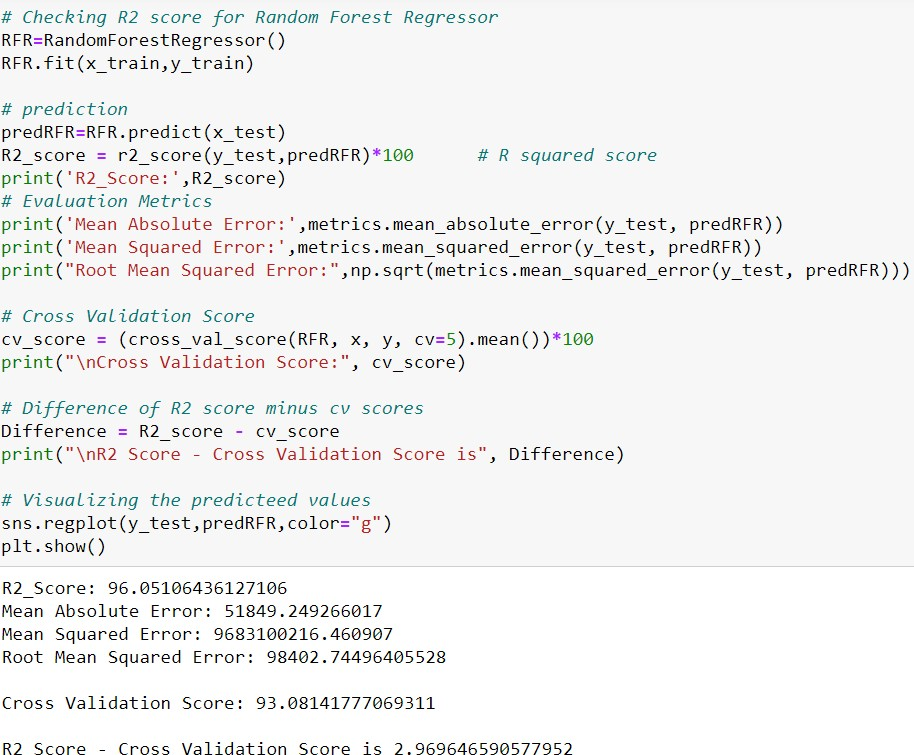 # Checking R2 score for Random Forest Regressor
RFR=RandomForestRegressor()
RFR.fit(x_train,y_train)
# prediction
predRFR=RFR.predict(x_test)
R2_score = r2_score(y_test,predRFR)*100      # R squared score
print('R2_Score:',R2_score)
# Evaluation Metrics
print('Mean Absolute Error:',metrics.mean_absolute_error(y_test, predRFR))
print('Mean Squared Error:',metrics.mean_squared_error(y_test, predRFR))
print("Root Mean Squared Error:",np.sqrt(metrics.mean_squared_error(y_test, predRFR)))
# Cross Validation Score
cv_score = (cross_val_score(RFR, x, y, cv=5).mean())*100
print("\nCross Validation Score:", cv_score)
# Difference of R2 score minus cv scores
Difference = R2_score - cv_score
print("\nR2 Score - Cross Validation Score is", Difference)
# Visualizing the predicteed values
sns.regplot(y_test,predRFR,color="g")
plt.show()
R2_Score: 96.05106436127106
Mean Absolute Error: 51849.249266017
Mean Squared Error: 9683100216.460907
Root Mean Squared Error: 98402.74496405528
Cross Validation Score: 93.08141777069311
R2 Score - Cross Validation Score is 2.969646590577952